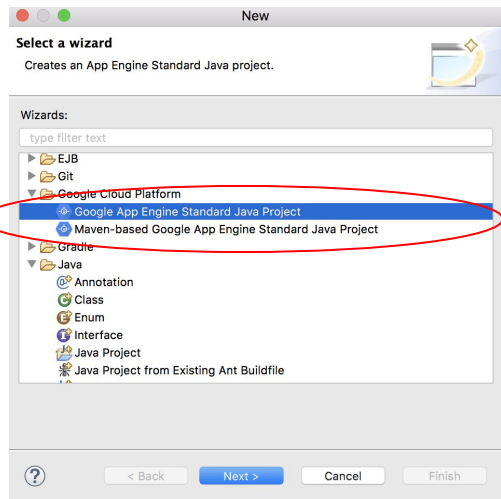 New
Select a wizard
Creates an App Engine Standard Java project.
Wizards:
type filter text
EJB
Git
Google Cloud Platform
Google App Engine Standard Java Project
Maven-based Google App Engine Standard Java Project
Gradle
Java
Annotation
Class
Enum
Interface
Java Project
Java Project from Existing Ant Buildfile
? < Back Next > Cancel Finish